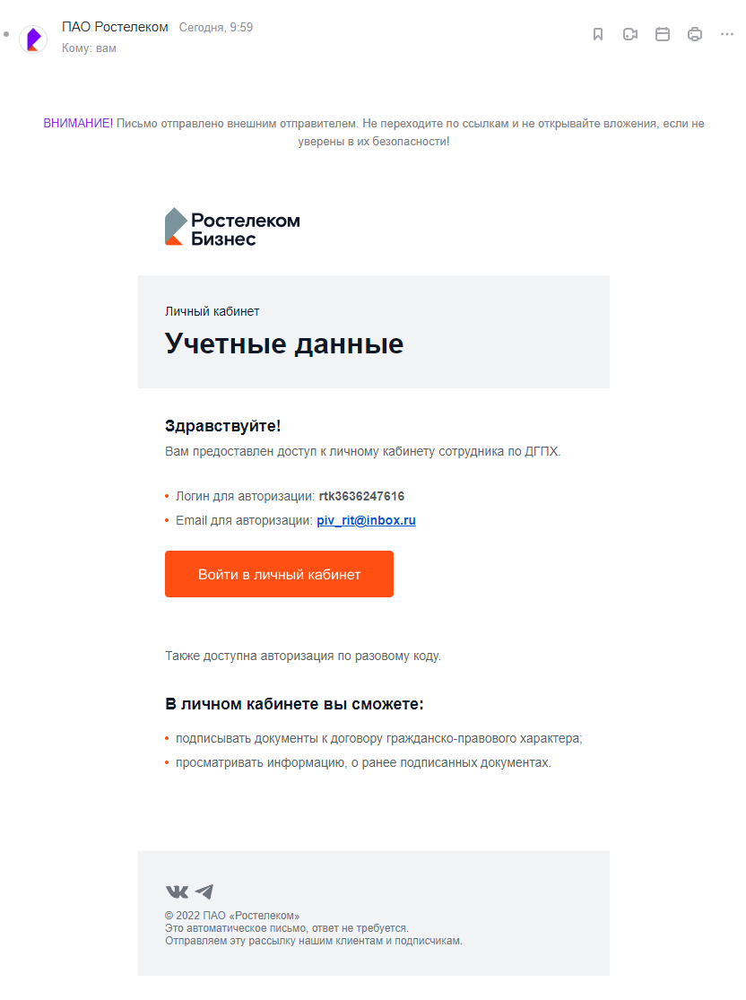 ПАО Ростелеком Сегодня, 9:59
Кому: вам
ВНИМАНИЕ! Письмо отправлено внешним отправителем. Не переходите по ссылкам и не открывайте вложения, если не
уверены в их безопасности!
Ростелеком
Бизнес
Личный кабинет
Учетные данные
Здравствуйте!
Вам предоставлен доступ к личному кабинету сотрудника по ДГПХ.
• Логин для авторизации: rtk3636247616
• Email для авторизации: piv_rit@inbox.ru
Войти в личный кабинет
Также доступна авторизация по разовому коду.
В личном кабинете вы сможете:
• подписывать документы к договору гражданско-правового характера;
• просматривать информацию, о ранее подписанных документах.
© 2022 ПАО «Ростелеком»
Это автоматическое письмо, ответ не требуется.
Отправляем эту рассылку нашим клиентам и подписчикам.